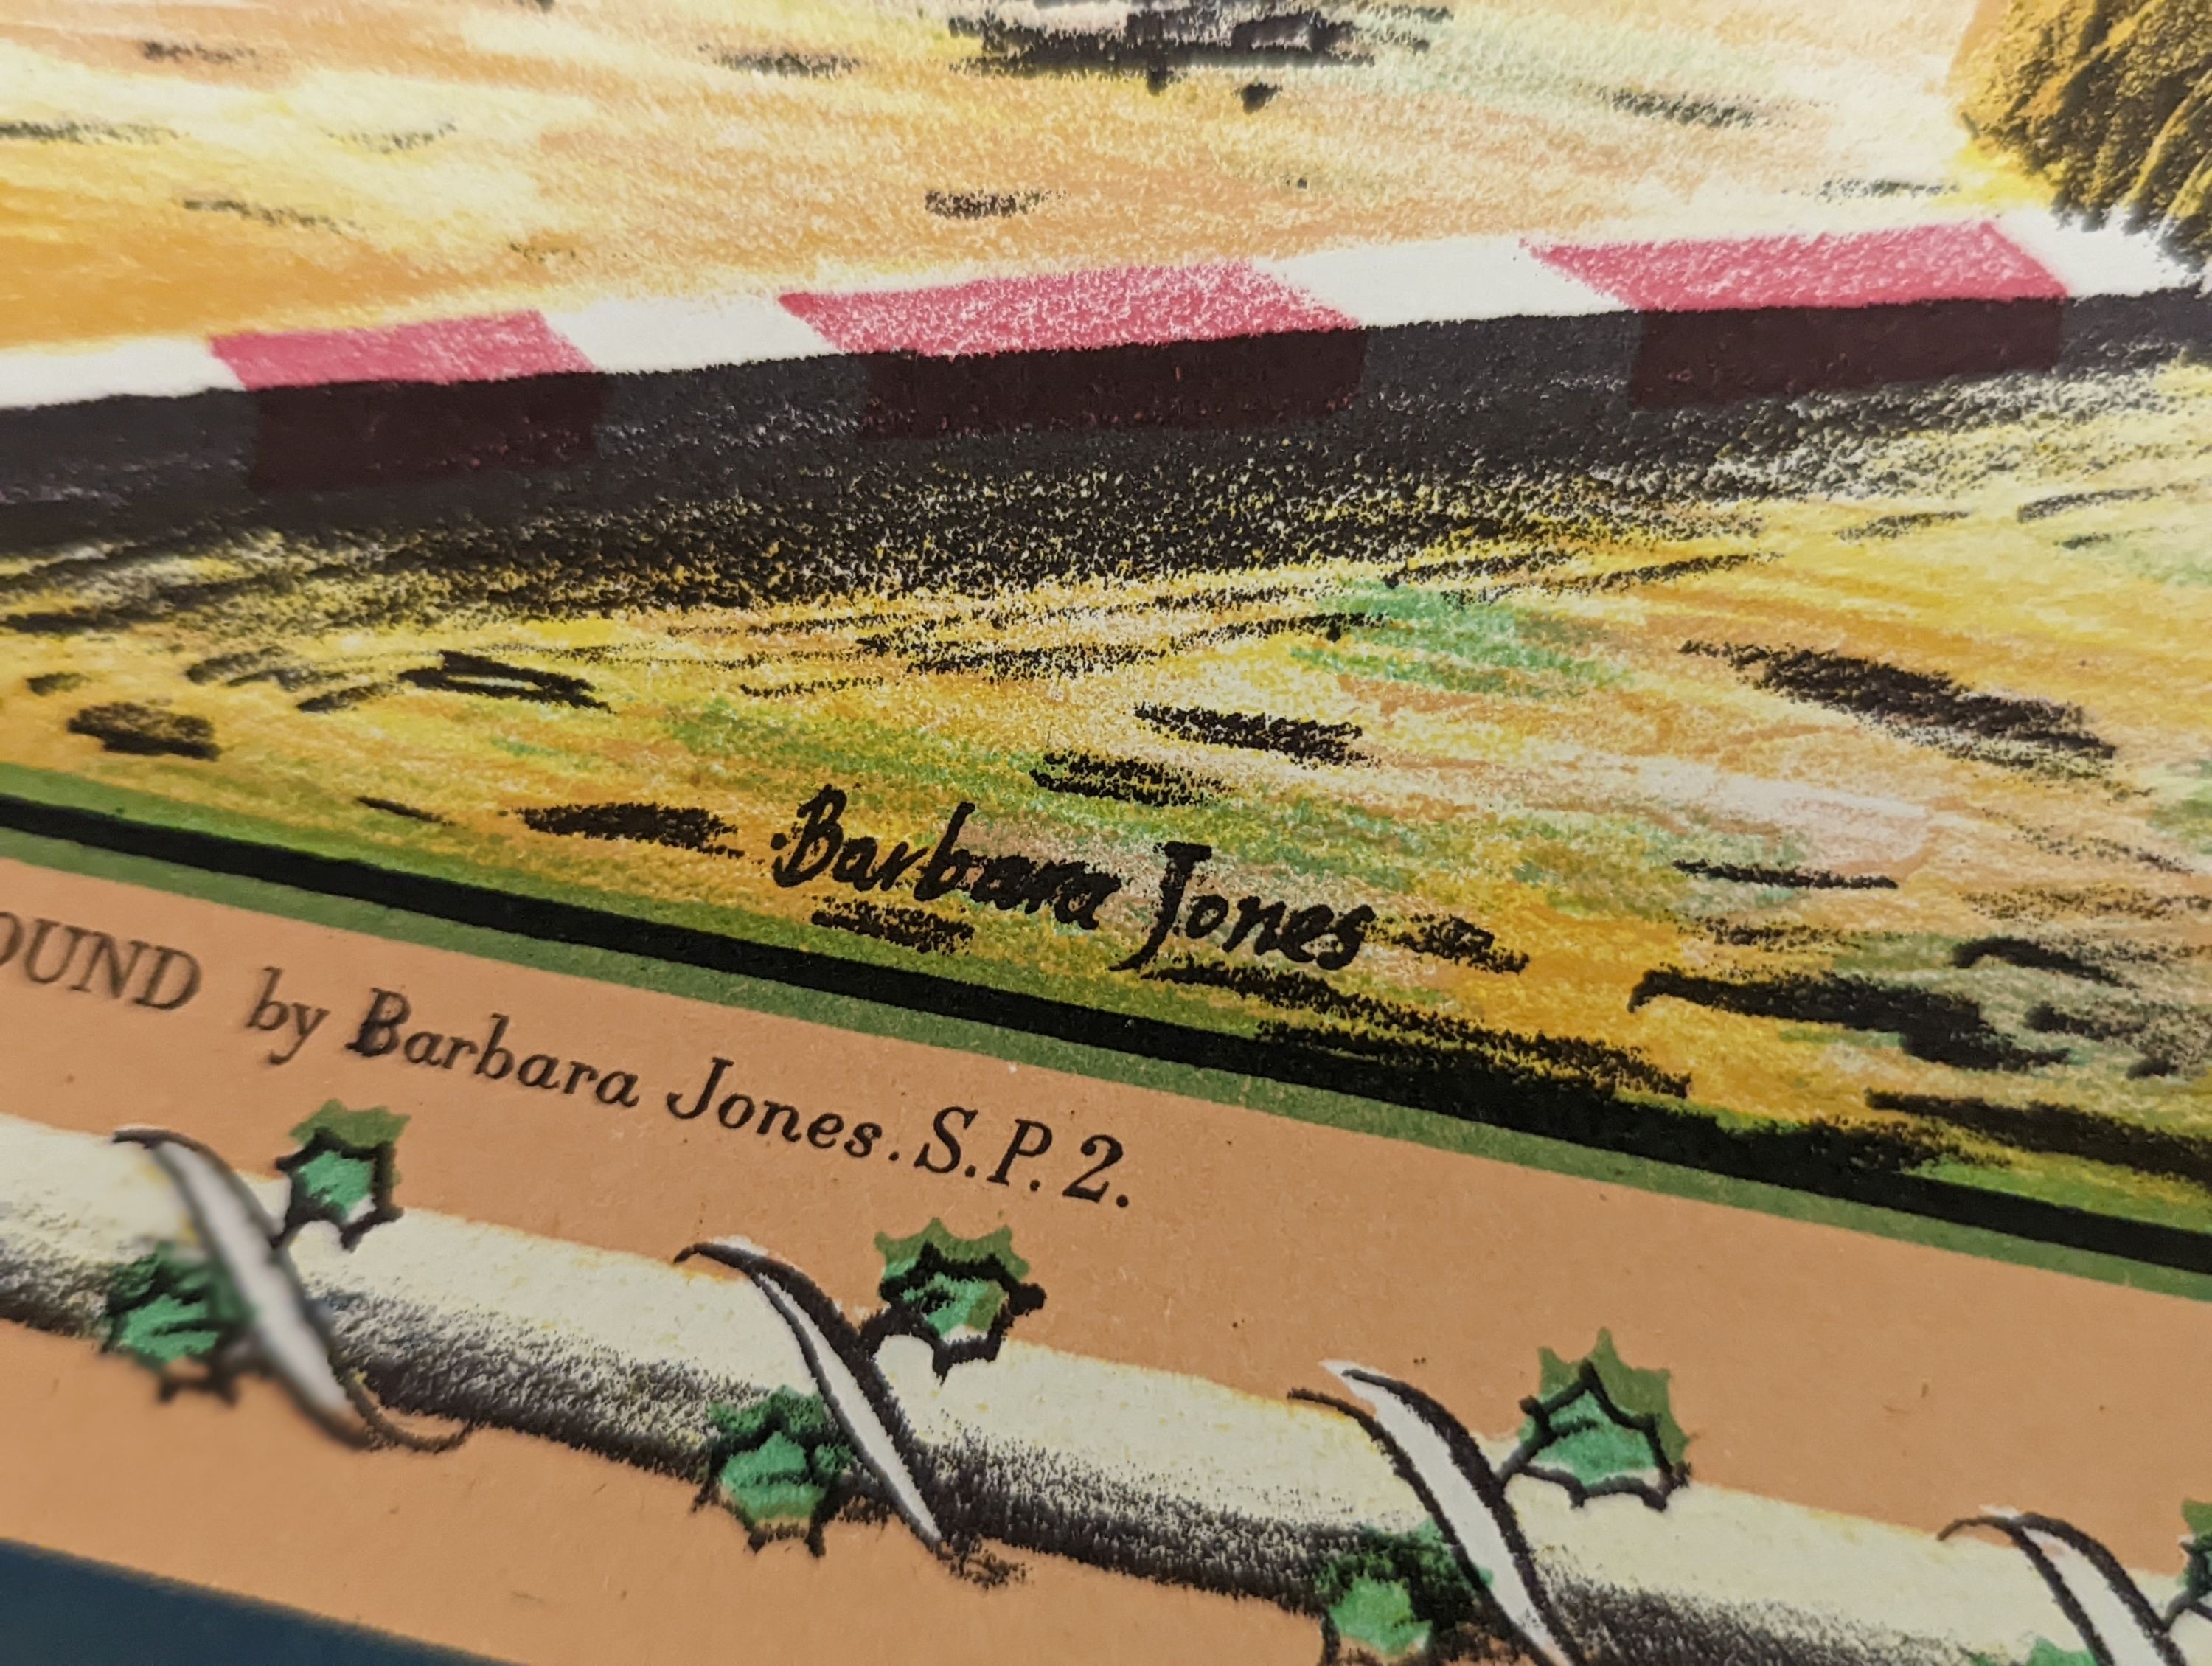 Barbara Jones
OUND by Barbara Jones. S.P. 2.